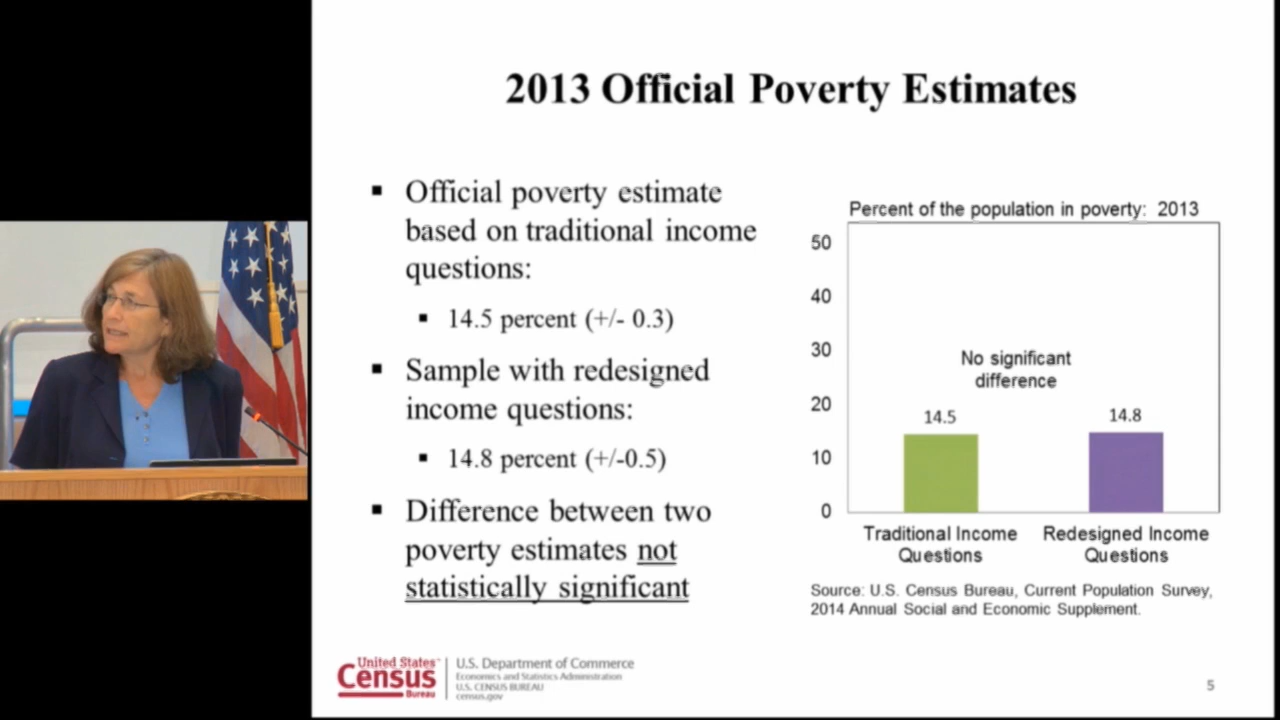 2013 Official Poverty Estimates
▪ Official poverty estimate
based on traditional income
questions:
▪ 14.5 percent (+/- 0.3)
▪ Sample with redesigned
income questions:
▪ 14.8 percent (+/-0.5)
▪ Difference between two
poverty estimates not
statistically significant
Percent of the population in poverty: 2013
50
40
30
20
10
0
No significant
difference
14.5
14.8
Traditional Income
Questions
Redesigned Income
Questions
Source: U.S. Census Bureau, Current Population Survey,
2014 Annual Social and Economic Supplement.
United States™
Census
Bureau
U.S. Department of Commerce
Economics and Statistics Administration
U.S. CENSUS BUREAU
census.gov
5